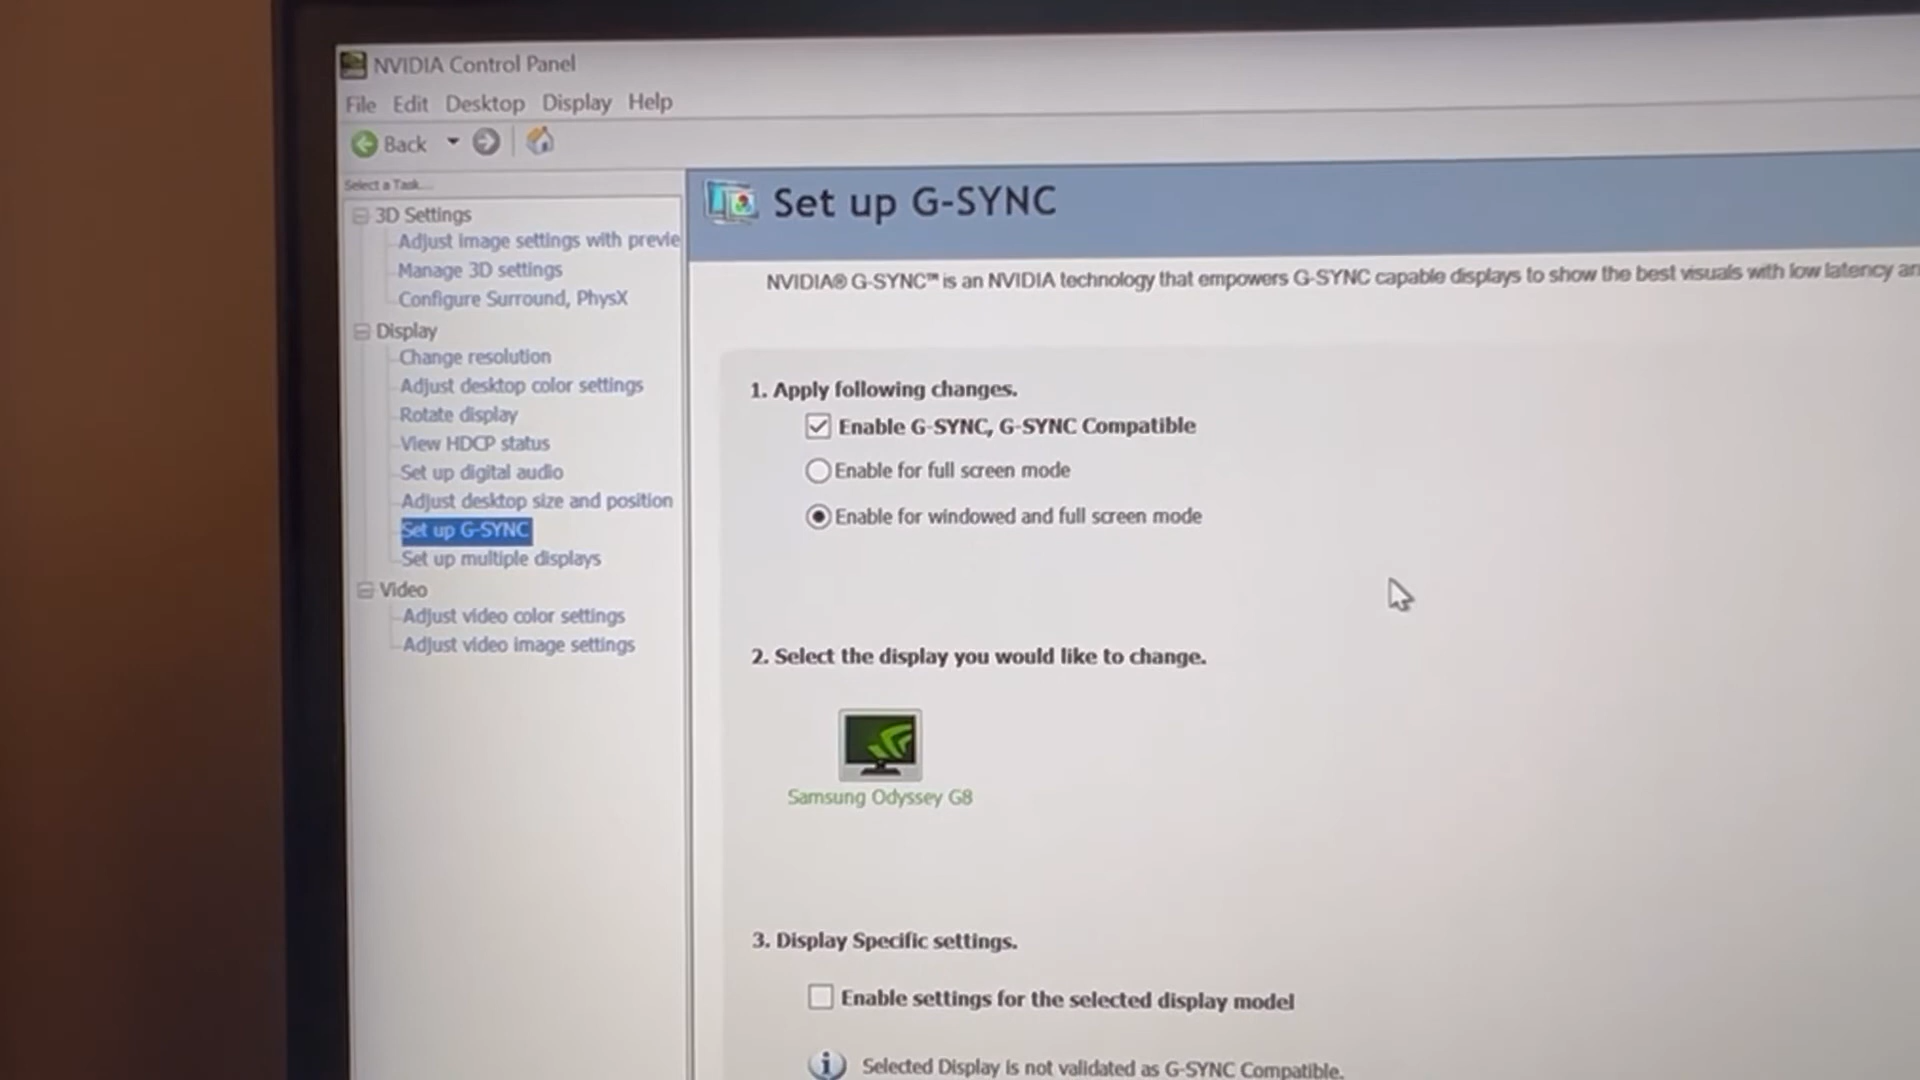 NVIDIA Control Panel
File Edit Desktop Display Help
Back
Select a Task...
3D Settings
Adjust image settings with previe
Manage 3D settings
Configure Surround, PhysX
Display
Change resolution
Adjust desktop color settings
Rotate display
View HDCP status
Set up digital audio
Adjust desktop size and position
Set up G-SYNC
Set up multiple displays
Video
Adjust video color settings
Adjust video image settings
Set up G-SYNC
NVIDIA® G-SYNC™ is an NVIDIA technology that empowers G-SYNC capable displays to show the best visuals with low latency an
1. Apply following changes.
Enable G-SYNC, G-SYNC Compatible
Enable for full screen mode
Enable for windowed and full screen mode
2. Select the display you would like to change.
Samsung Odyssey G8
3. Display Specific settings.
Enable settings for the selected display model
Selected Display is not validated as G-SYNC Compatible.